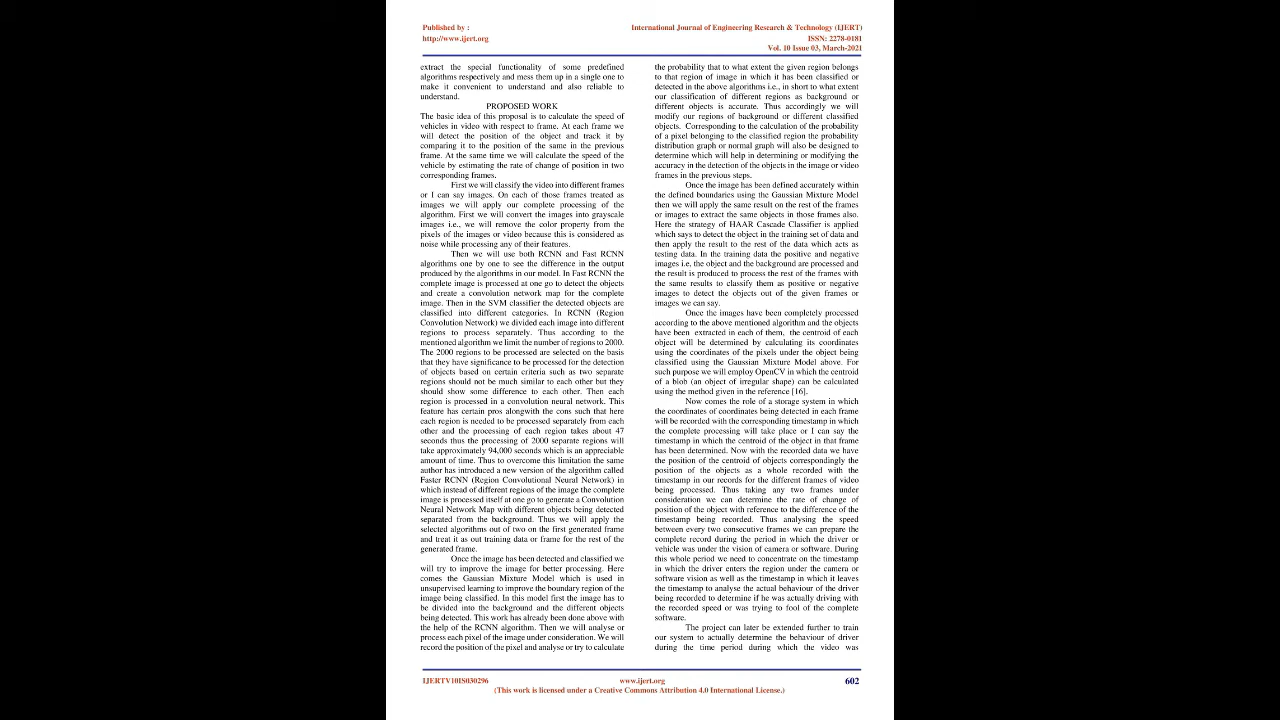 Published by :
International Journal of Engineering Research & Technology (IJERT)
http://www.ijert.org
ISSN: 2278-0181
Vol. 10 Issue 03, March-2021
extract the special functionality of some predefined
algorithms respectively and mess them up in a single one to
make it convenient to understand and also reliable to
understand.
PROPOSED WORK
The basic idea of this proposal is to calculate the speed of
vehicles in video with respect to frame. At each frame we
will detect the position of the object and track it by
comparing it to the position of the same in the previous
frame. At the same time we will calculate the speed of the
vehicle by estimating the rate of change of position in two
corresponding frames.
First we will classify the video into different frames
or I can say images. On each of those frames treated as
images we will apply our complete processing of the
algorithm. First we will convert the images into grayscale
images i.e., we will remove the color property from the
pixels of the images or video because this is considered as
noise while processing any of their features.
Then we will use both RCNN and Fast RCNN
algorithms one by one to see the difference in the output
produced by the algorithms in our model. In Fast RCNN the
complete image is processed at one go to detect the objects
and create a convolution network map for the complete
image. Then in the SVM classifier the detected objects are
classified into different categories. In RCNN (Region
Convolution Network) we divided each image into different
regions to process separately. Thus according to the
mentioned algorithm we limit the number of regions to 2000.
The 2000 regions to be processed are selected on the basis
that they have significance to be processed for the detection
of objects based on certain criteria such as two separate
regions should not be much similar to each other but they
should show some difference to each other. Then each
region is processed in a convolution neural network. This
feature has certain pros alongwith the cons such that here
each region is needed to be processed separately from each
other and the processing of each region takes about 47
seconds thus the processing of 2000 separate regions will
take approximately 94,000 seconds which is an appreciable
amount of time. Thus to overcome this limitation the same
author has introduced a new version of the algorithm called
Faster RCNN (Region Convolutional Neural Network) in
which instead of different regions of the image the complete
image is processed itself at one go to generate a Convolution
Neural Network Map with different objects being detected
separated from the background. Thus we will apply the
selected algorithms out of two on the first generated frame
and treat it as out training data or frame for the rest of the
generated frame.
Once the image has been detected and classified we
will try to improve the image for better processing. Here
comes the Gaussian Mixture Model which is used in
unsupervised learning to improve the boundary region of the
image being classified. In this model first the image has to
be divided into the background and the different objects
being detected. This work has already been done above with
the help of the RCNN algorithm. Then we will analyse or
process each pixel of the image under consideration. We will
record the position of the pixel and analyse or try to calculate
the probability that to what extent the given region belongs
to that region of image in which it has been classified or
detected in the above algorithms i.e., in short to what extent
our classification of different regions as background or
different objects is accurate. Thus accordingly we will
modify our regions of background or different classified
objects. Corresponding to the calculation of the probability
of a pixel belonging to the classified region the probability
distribution graph or normal graph will also be designed to
determine which will help in determining or modifying the
accuracy in the detection of the objects in the image or video
frames in the previous steps.
Once the image has been defined accurately within
the defined boundaries using the Gaussian Mixture Model
then we will apply the same result on the rest of the frames
or images to extract the same objects in those frames also.
Here the strategy of HAAR Cascade Classifier is applied
which says to detect the object in the training set of data and
then apply the result to the rest of the data which acts as
testing data. In the training data the positive and negative
images i.e. the object and the background are processed and
the result is produced to process the rest of the frames with
the same results to classify them as positive or negative
images to detect the objects out of the given frames or
images we can say.
Once the images have been completely processed
according to the above mentioned algorithm and the objects
have been extracted in each of them, the centroid of each
object will be determined by calculating its coordinates
using the coordinates of the pixels under the object being
classified using the Gaussian Mixture Model above. For
such purpose we will employ OpenCV in which the centroid
of a blob (an object of irregular shape) can be calculated
using the method given in the reference [16].
Now comes the role of a storage system in which
the coordinates of coordinates being detected in each frame
will be recorded with the corresponding timestamp in which
the complete processing will take place or I can say the
timestamp in which the centroid of the object in that frame
has been determined. Now with the recorded data we have
the position of the centroid of objects correspondingly the
position of the objects as a whole recorded with the
timestamp in our records for the different frames of video
being processed. Thus taking any two frames under
consideration we can determine the rate of change of
position of the object with reference to the difference of the
timestamp being recorded. Thus analysing the speed
between every two consecutive frames we can prepare the
complete record during the period in which the driver or
vehicle was under the vision of camera or software. During
this whole period we need to concentrate on the timestamp
in which the driver enters the region under the camera or
software vision as well as the timestamp in which it leaves
the timestamp to analyse the actual behaviour of the driver
being recorded to determine if he was actually driving with
the recorded speed or was trying to fool of the complete
software.
The project can later be extended further to train
our system to actually determine the behaviour of driver
during the time period during which the video was
IJERTV10IS030296
www.ijert.org
602
(This work is licensed under a Creative Commons Attribution 4.0 International License.)